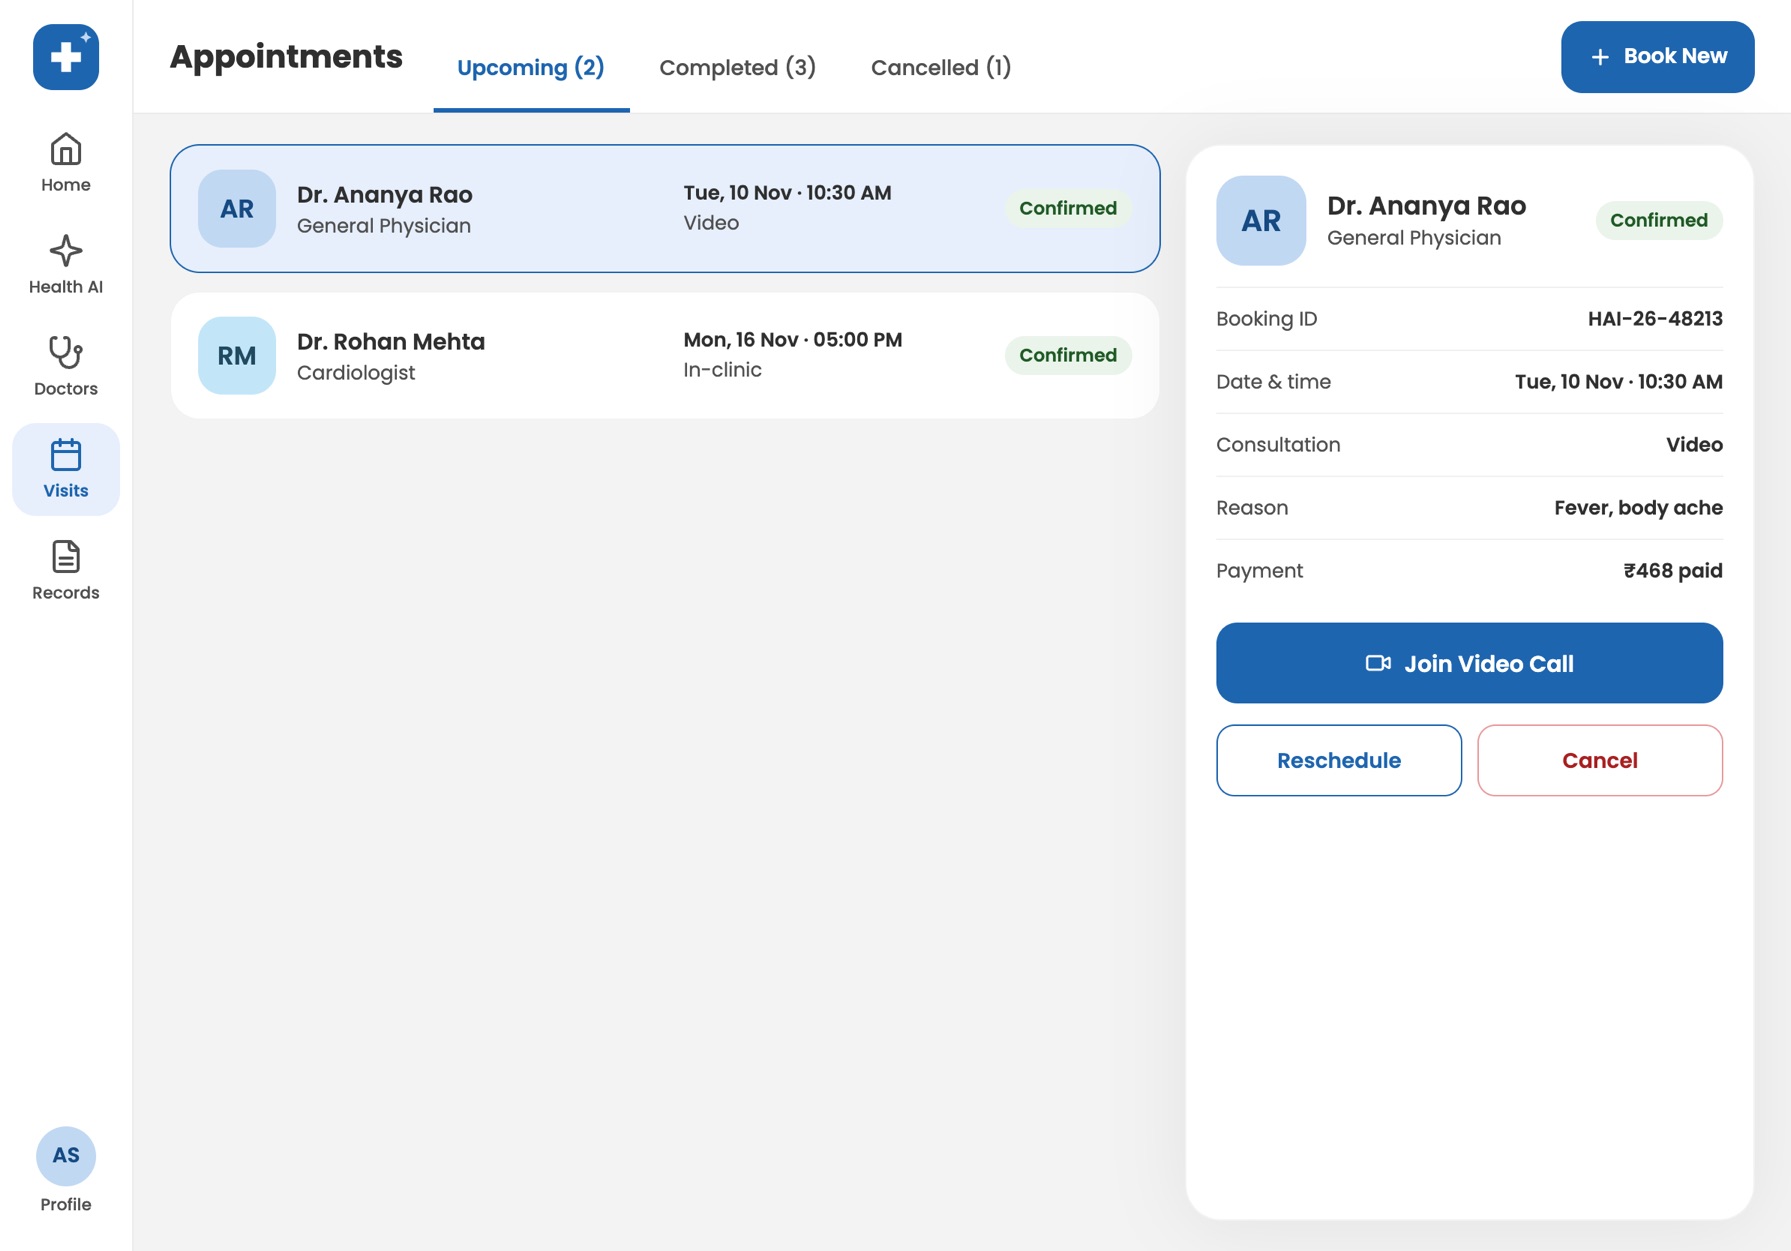 Home
Health AI
Doctors
Visits
Records
AS
Profile
Appointments
Upcoming (2)
Completed (3)
Cancelled (1)
+ Book New
AR
Dr. Ananya Rao
General Physician
Tue, 10 Nov · 10:30 AM
Video
Confirmed
RM
Dr. Rohan Mehta
Cardiologist
Mon, 16 Nov · 05:00 PM
In-clinic
Confirmed
AR
Dr. Ananya Rao
General Physician
Confirmed
Booking ID HAI-26-48213
Date & time Tue, 10 Nov · 10:30 AM
Consultation Video
Reason Fever, body ache
Payment ₹468 paid
Join Video Call
Reschedule
Cancel